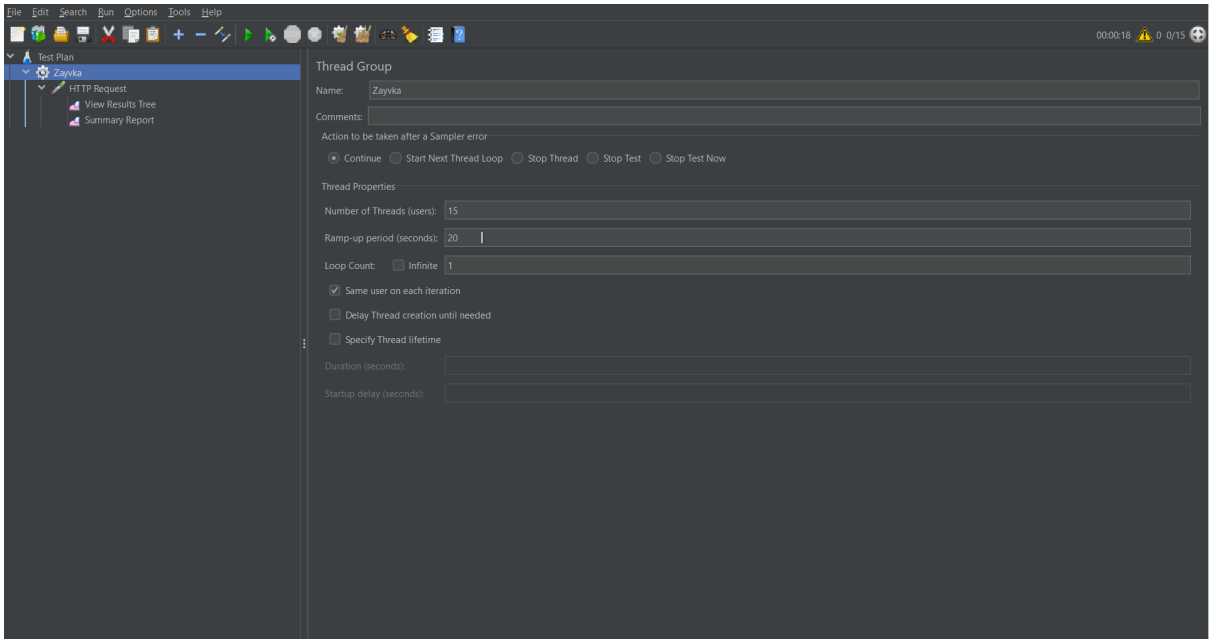 File Edit Search Run Options Tools Help
00:00:18 0 0/15
Test Plan
Zayvka
HTTP Request
View Results Tree
Summary Report
Thread Group
Name: Zayvka
Comments:
Action to be taken after a Sampler error
Continue Start Next Thread Loop Stop Thread Stop Test Stop Test Now
Thread Properties
Number of Threads (users): 15
Ramp-up period (seconds): 20
Loop Count: Infinite 1
Same user on each iteration
Delay Thread creation until needed
Specify Thread lifetime
Duration (seconds):
Startup delay (seconds):